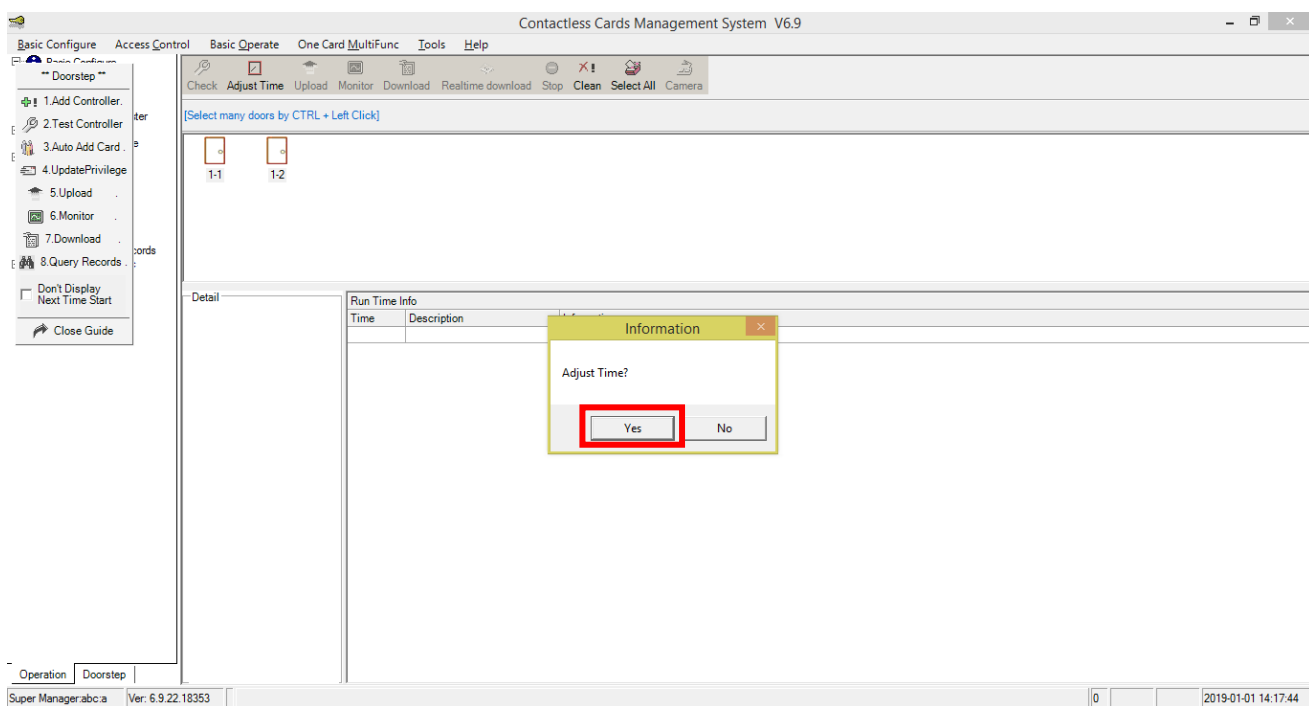 Contactless Cards Management System V6.9
Basic Configure Access Control Basic Operate One Card MultiFunc Tools Help
** Doorstep **
1.Add Controller.
2.Test Controller
3.Auto Add Card .
4.UpdatePrivilege
5.Upload .
6.Monitor .
7.Download .
8.Query Records .
Don't Display
Next Time Start
Close Guide
Check Adjust Time Upload Monitor Download Realtime download Stop Clean Select All Camera
[Select many doors by CTRL + Left Click]
1-1 1-2
Detail
Run Time Info
Time Description
Information
Adjust Time?
Yes No
Operation Doorstep
Super Manager:abc:a Ver: 6.9.22.18353 0 2019-01-01 14:17:44